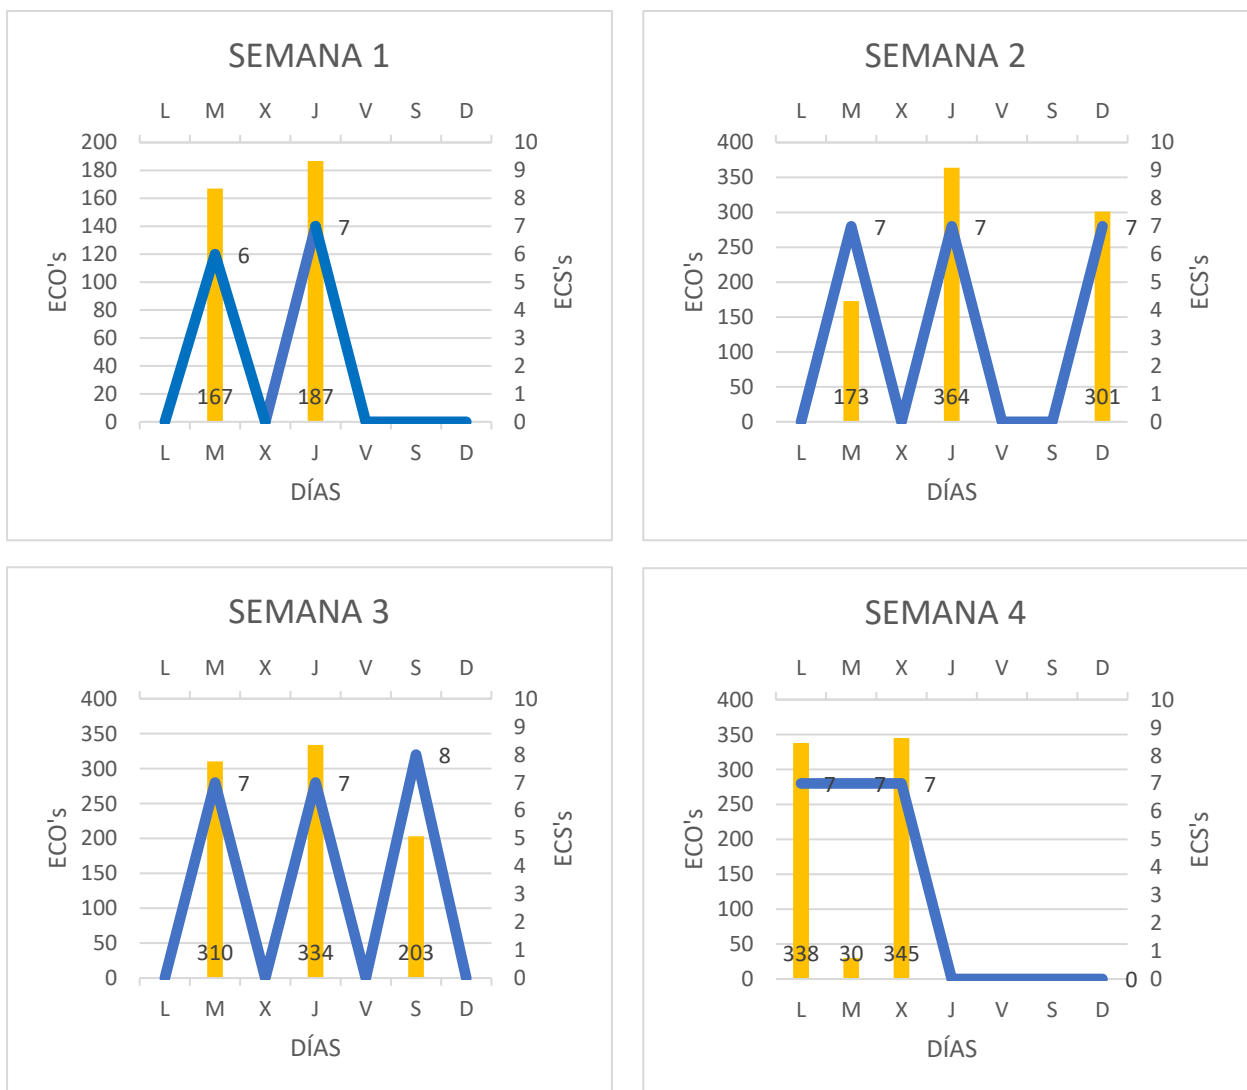 SEMANA 1
L M X J V S D
200 10
180 9
160 8
140 7 7
120 6 6
100 5
80 4
60 3
40 2
20 167 187 1
0 0
L M X J V S D
DÍAS
ECO's
ECS's
SEMANA 2
L M X J V S D
400 10
350 9
300 8
250 7 7 7 7
200 6
150 5
100 4
50 3
0 2
173 364 301 1
0
L M X J V S D
DÍAS
ECO's
ECS's
SEMANA 3
L M X J V S D
400 10
350 9
300 8 8
250 7 7 7
200 6
150 5
100 4
50 3
0 2
310 334 203 1
0
L M X J V S D
DÍAS
ECO's
ECS's
SEMANA 4
L M X J V S D
400 10
350 9
300 8
250 7 7 7 7
200 6
150 5
100 4
50 3
0 2
338 30 345 1
0 0
L M X J V S D
DÍAS
ECO's
ECS's